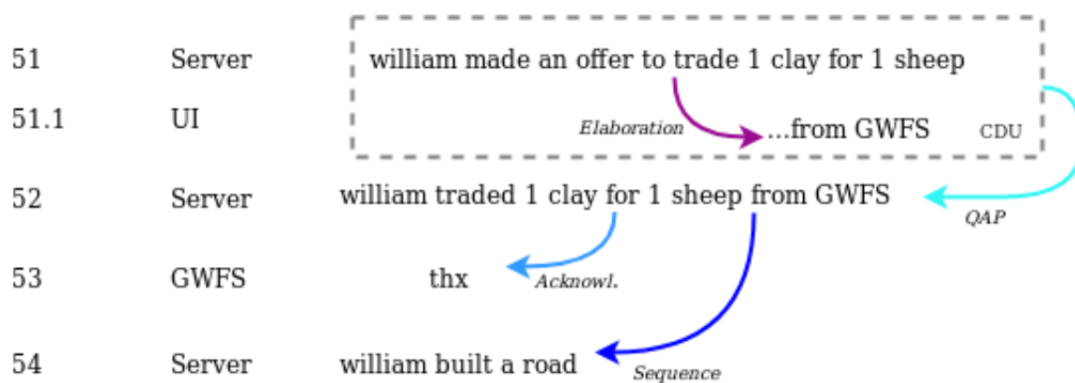 51 Server william made an offer to trade 1 clay for 1 sheep
51.1 UI Elaboration ...from GWFS CDU
52 Server william traded 1 clay for 1 sheep from GWFS
QAP
53 GWFS thx Acknowl.
54 Server william built a road Sequence